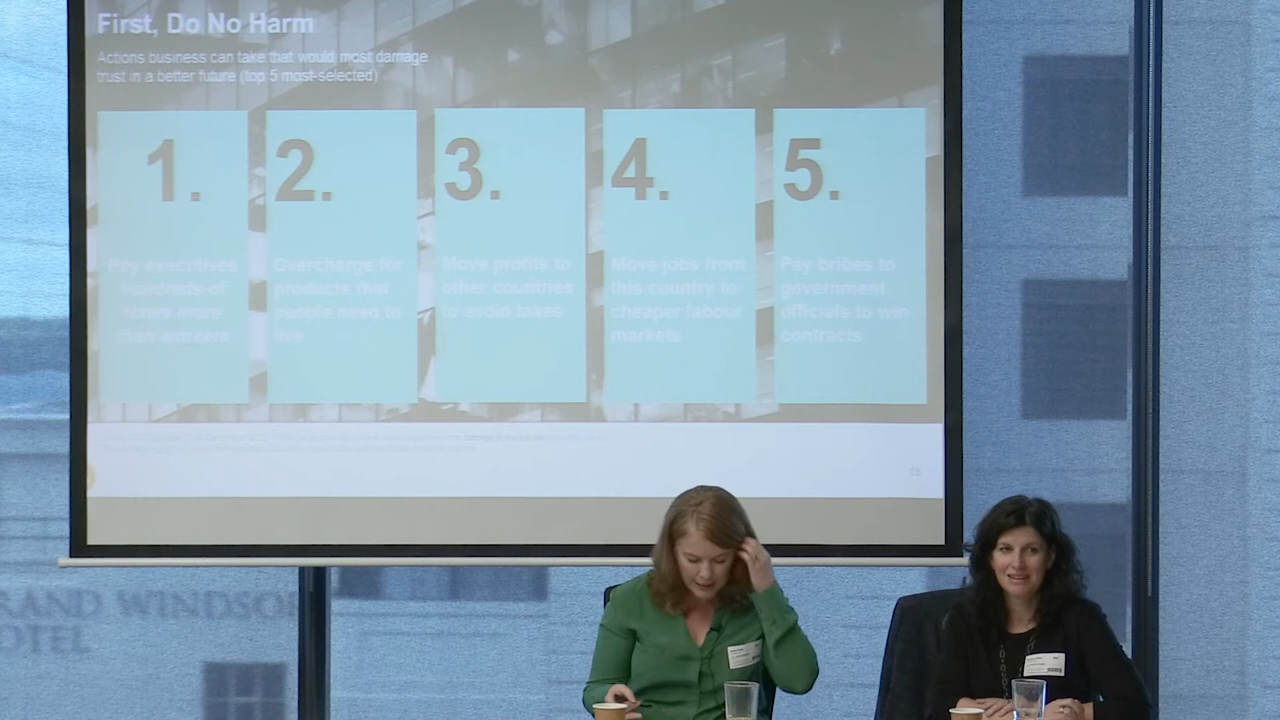 First, Do No Harm
Actions business can take that would most damage
trust in a better future (top 5 most-selected)
1.
Pay executives
hundreds of
times more
than workers
2.
Overcharge for
products that
people need to
live
3.
Move profits to
other countries
to avoid taxes
4.
Move jobs from
this country to
cheaper labour
markets
5.
Pay bribes to
government
officials to win
contracts
RAND WINDSO
OTEL